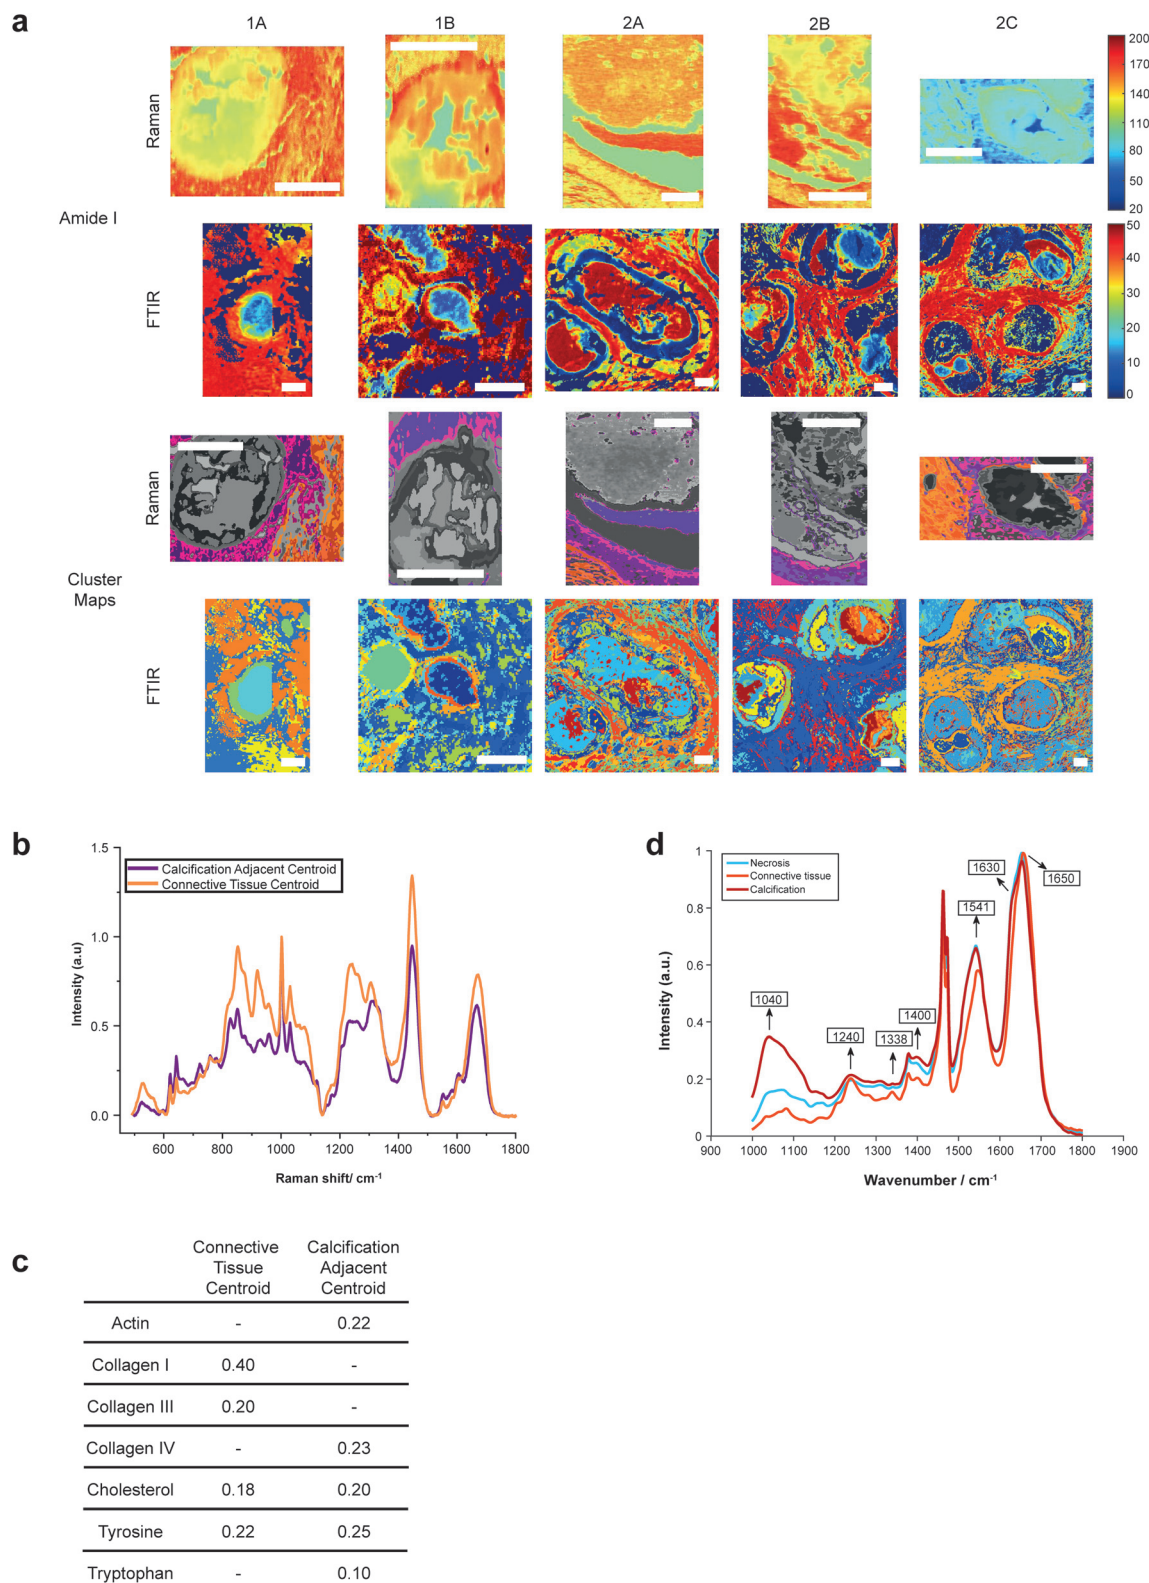 a
1A 1B 2A 2B 2C
Raman
200
180
140
110
80
50
20
Amide I
FTIR
50
40
30
20
10
0
Raman
Cluster
Maps
FTIR
b
1.5
1.0
0.5
0.0
Intensity (a.u)
Calcification Adjacent Centroid
Connective Tissue Centroid
600 800 1000 1200 1400 1600 1800
Raman shift/ cm-1
d
1
0.8
0.6
0.4
0.2
0
Intensity (a.u.)
Necrosis
Connective tissue
Calcification
1630
1650
1541
1040
1400
1240
1338
900 1000 1100 1200 1300 1400 1500 1600 1700 1800 1900
Wavenumber / cm-1
c
Connective
Tissue
Centroid
Calcification
Adjacent
Centroid
Actin - 0.22
Collagen I 0.40 -
Collagen III 0.20 -
Collagen IV - 0.23
Cholesterol 0.18 0.20
Tyrosine 0.22 0.25
Tryptophan - 0.10